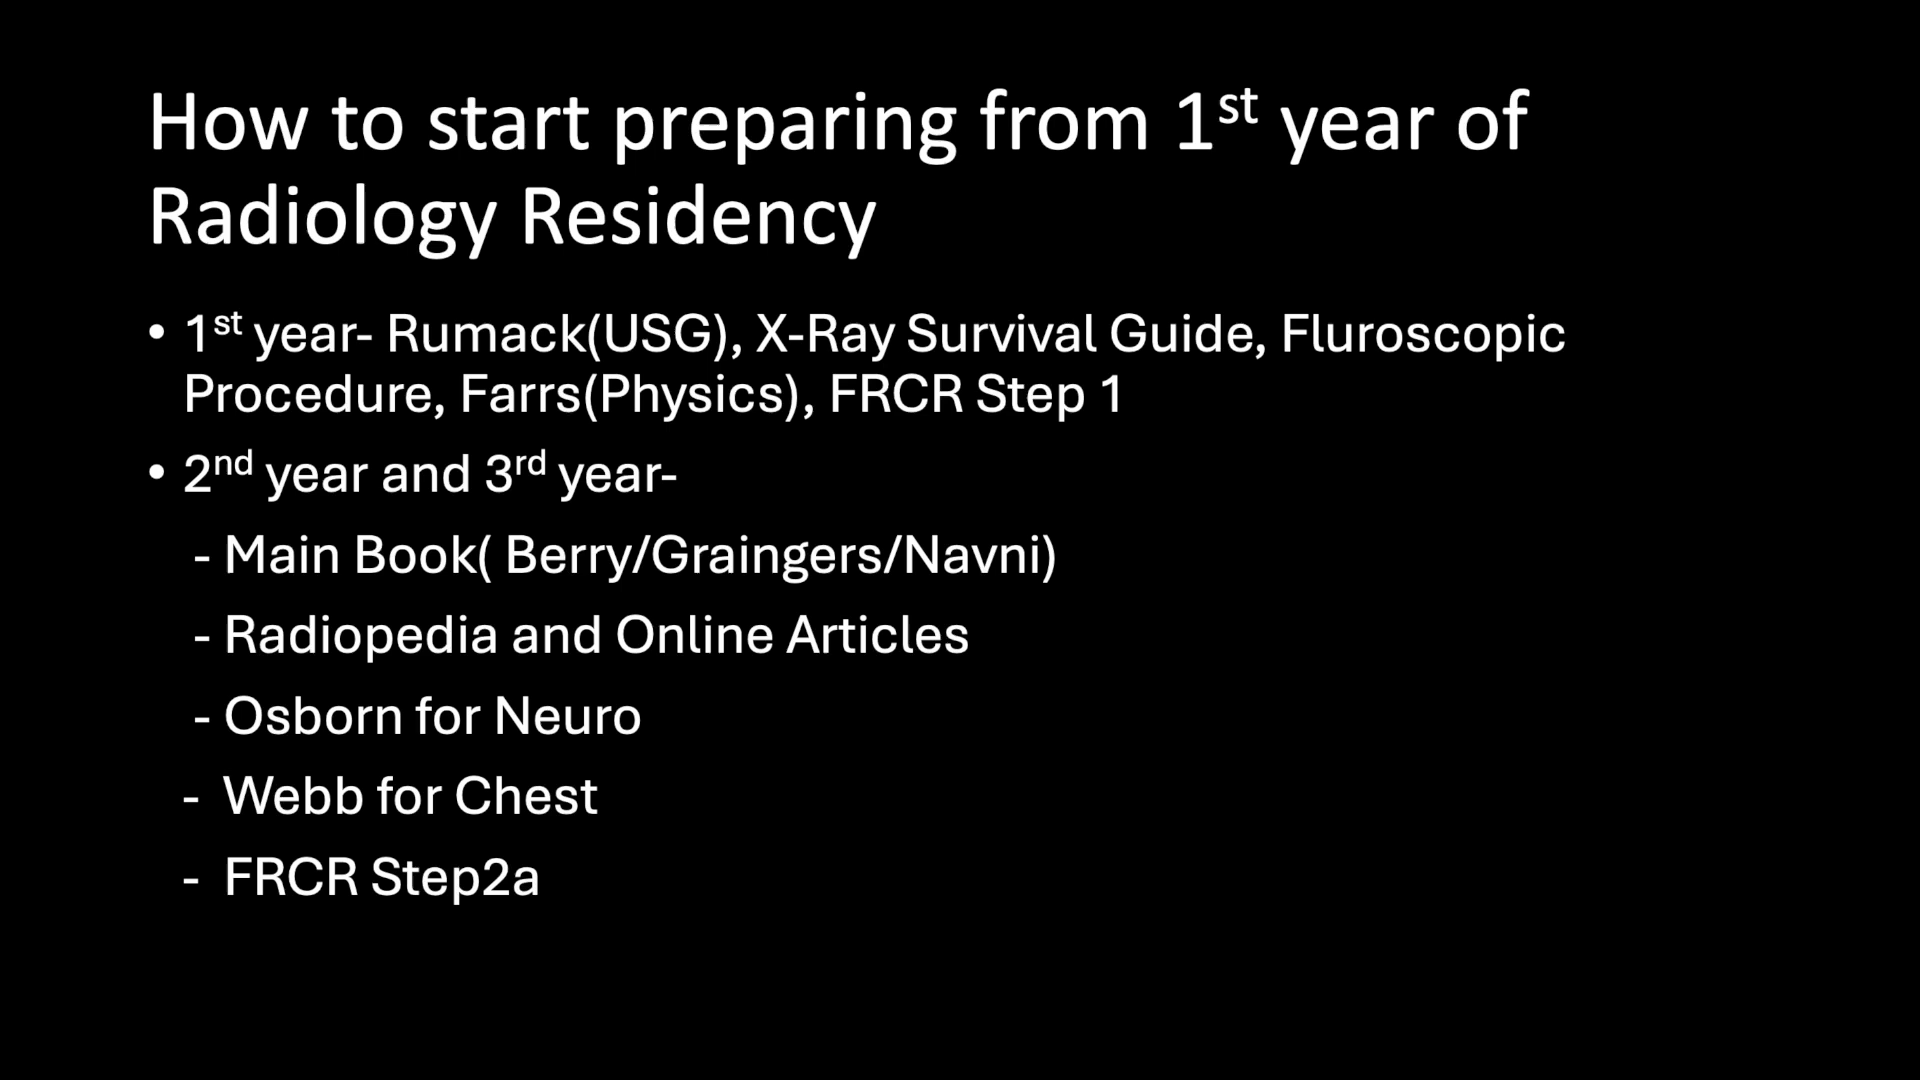 How to start preparing from 1st year of
Radiology Residency
• 1st year- Rumack(USG), X-Ray Survival Guide, Fluroscopic
Procedure, Farrs(Physics), FRCR Step 1
• 2nd year and 3rd year-
- Main Book( Berry/Graingers/Navni)
- Radiopedia and Online Articles
- Osborn for Neuro
- Webb for Chest
- FRCR Step2a